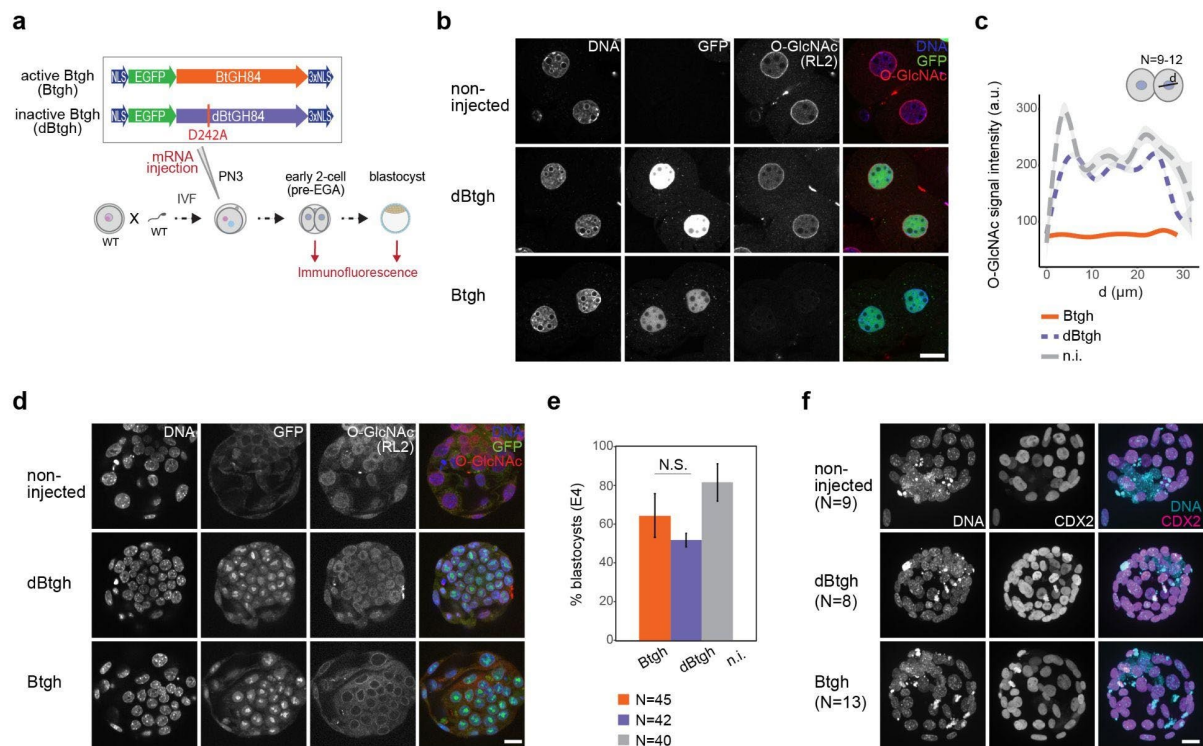 a
NLS EGFP BtGH84 3xNLS
active Btgh
(Btgh)
NLS EGFP dBtGH84 3xNLS
inactive Btgh
(dBtgh)
D242A
mRNA
injection
PN3
IVF
early 2-cell
(pre-EGA)
blastocyst
X
WT
WT
Immunofluorescence
b
DNA
GFP
O-GlcNAc
(RL2)
DNA
GFP
O-GlcNAc
non-
injected
dBtgh
Btgh
c
N=9-12
d
O-GlcNAc signal intensity (a.u.)
300
200
100
0 10 20 30
d (µm)
Btgh
dBtgh
n.i.
d
DNA
GFP
O-GlcNAc
(RL2)
DNA
GFP
O-GlcNAc
non-
injected
dBtgh
Btgh
e
% blastocysts (E4)
100
80
60
40
20
0
N.S.
Btgh
dBtgh
n.i.
N=45
N=42
N=40
f
non-
injected
(N=9)
DNA
CDX2
DNA
CDX2
dBtgh
(N=8)
Btgh
(N=13)